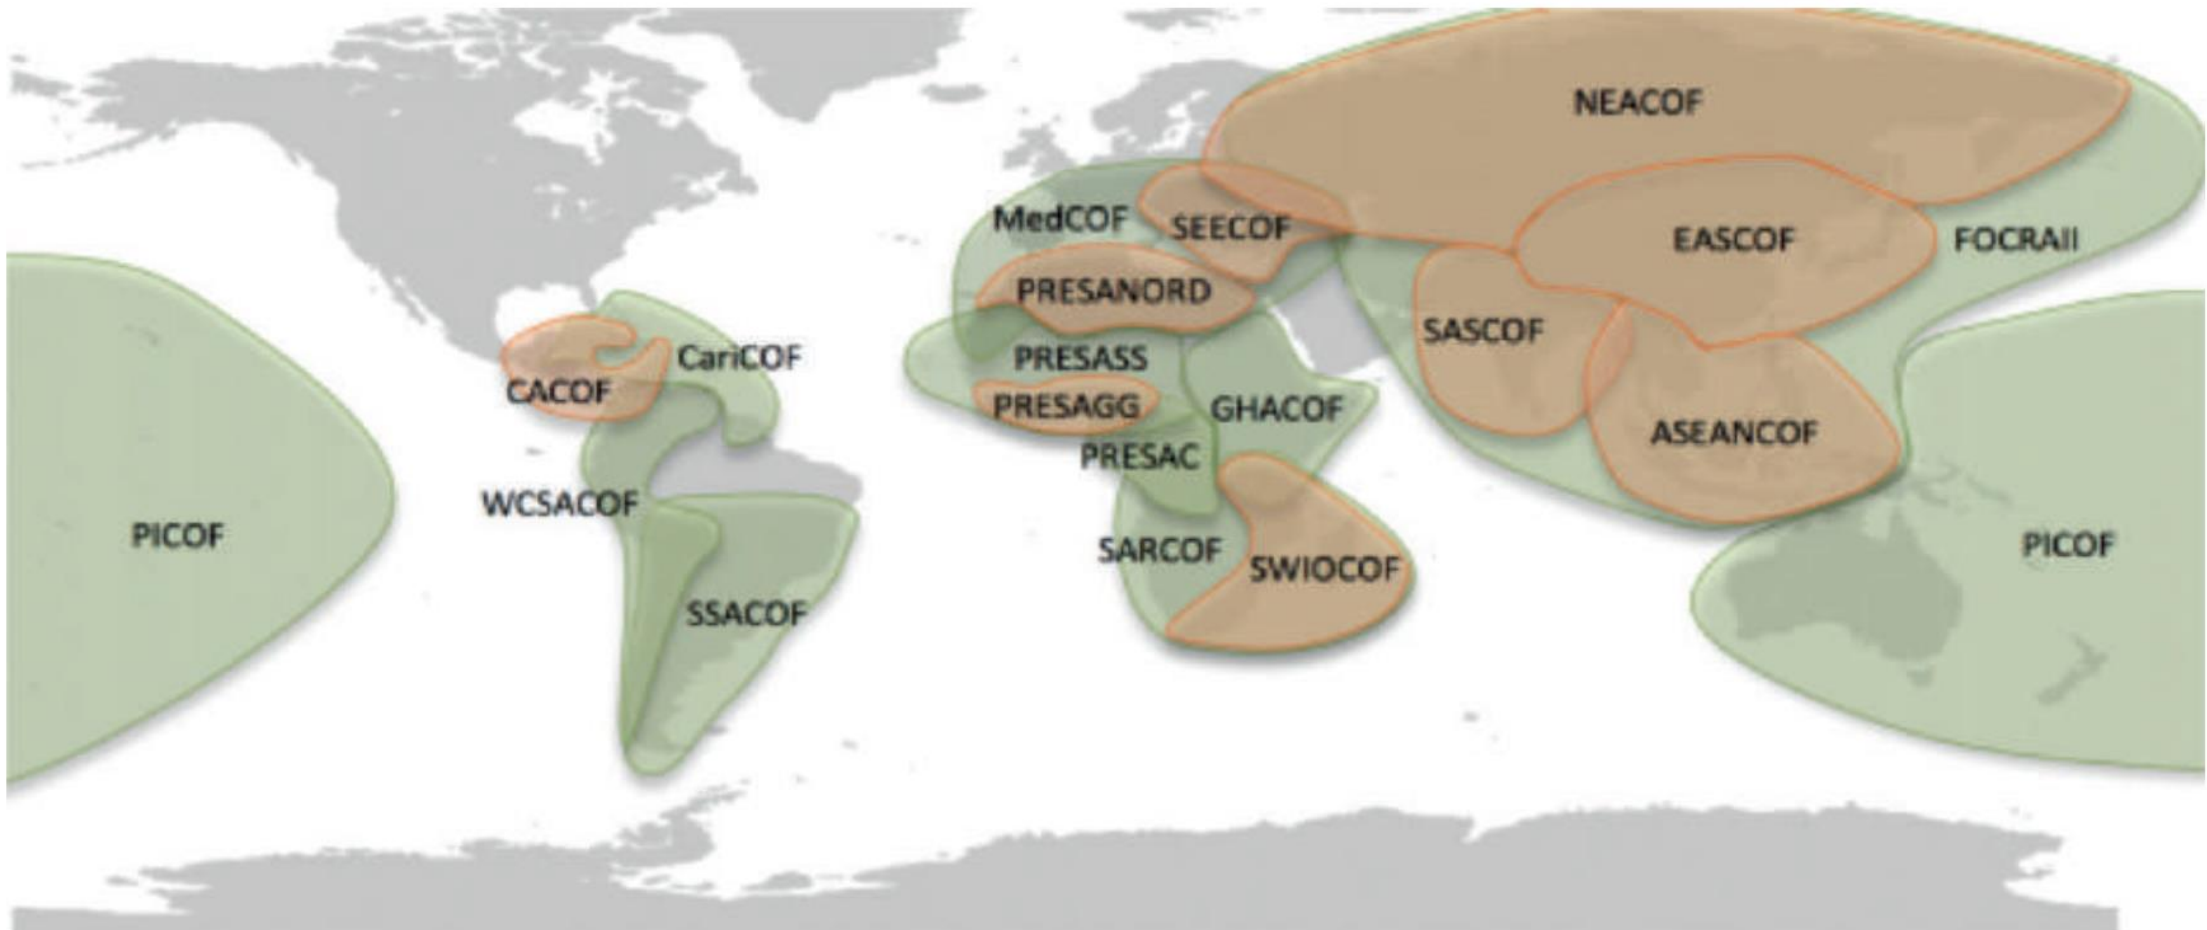 NEACOF
MedCOF
SEECOF
EASCOF
FOCRAII
PRESANORD
SASCOF
CariCOF
PRESASS
CACOF
PRESAGG
GHACOF
ASEANCOF
PRESAC
WCSACOF
PICOF
SARCOF
SWIOCOF
PICOF
SSACOF